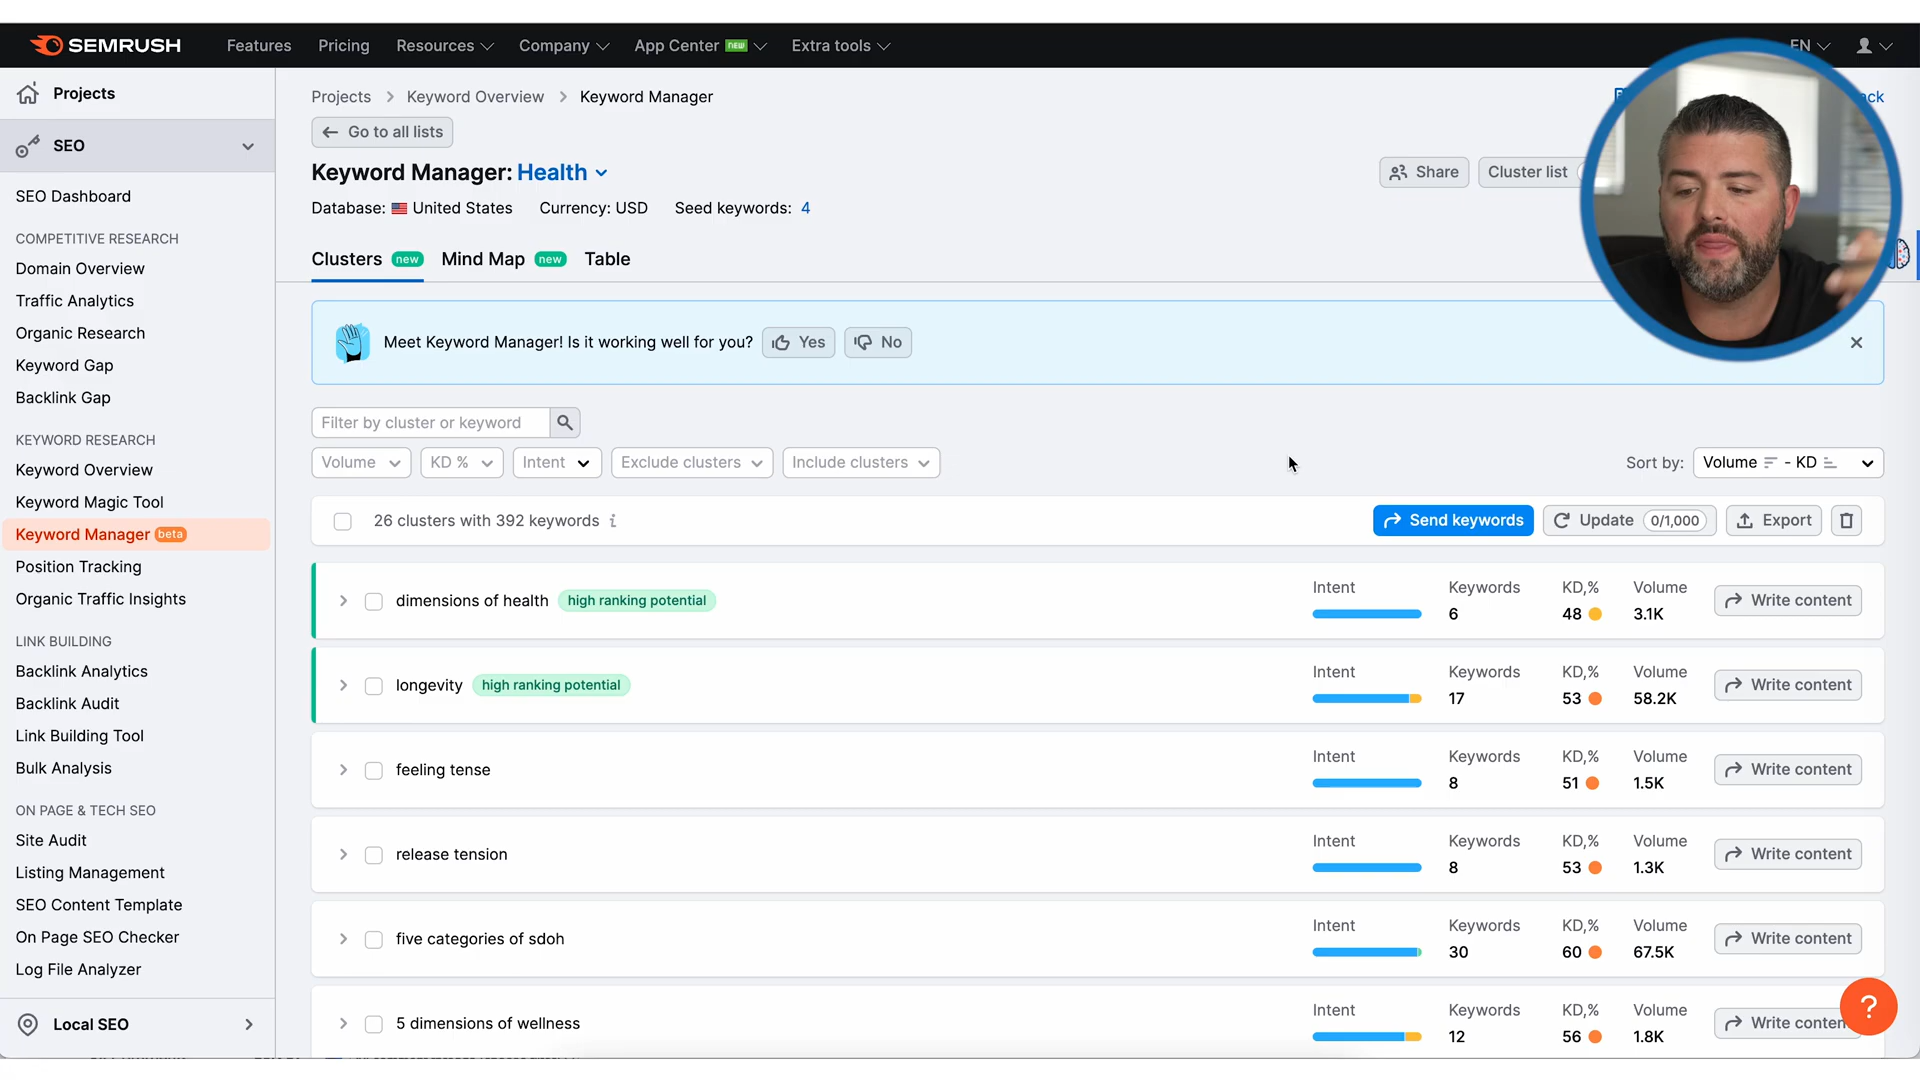 SEMRUSH
Features Pricing Resources Company App Center NEW Extra tools EN
Projects
SEO
SEO Dashboard
COMPETITIVE RESEARCH
Domain Overview
Traffic Analytics
Organic Research
Keyword Gap
Backlink Gap
KEYWORD RESEARCH
Keyword Overview
Keyword Magic Tool
Keyword Manager beta
Position Tracking
Organic Traffic Insights
LINK BUILDING
Backlink Analytics
Backlink Audit
Link Building Tool
Bulk Analysis
ON PAGE & TECH SEO
Site Audit
Listing Management
SEO Content Template
On Page SEO Checker
Log File Analyzer
Local SEO
Projects > Keyword Overview > Keyword Manager
Go to all lists
Keyword Manager: Health
Share Cluster list
Database: United States Currency: USD Seed keywords: 4
Clusters new Mind Map new Table
Meet Keyword Manager! Is it working well for you? Yes No
Filter by cluster or keyword
Volume KD % Intent Exclude clusters Include clusters Sort by: Volume - KD
26 clusters with 392 keywords i Send keywords Update 0/1,000 Export
dimensions of health high ranking potential
Intent Keywords KD,% Volume
6 48 3.1K
Write content
longevity high ranking potential
Intent Keywords KD,% Volume
17 53 58.2K
Write content
feeling tense
Intent Keywords KD,% Volume
8 51 1.5K
Write content
release tension
Intent Keywords KD,% Volume
8 53 1.3K
Write content
five categories of sdoh
Intent Keywords KD,% Volume
30 60 67.5K
Write content
5 dimensions of wellness
Intent Keywords KD,% Volume
12 56 1.8K
Write conten
?